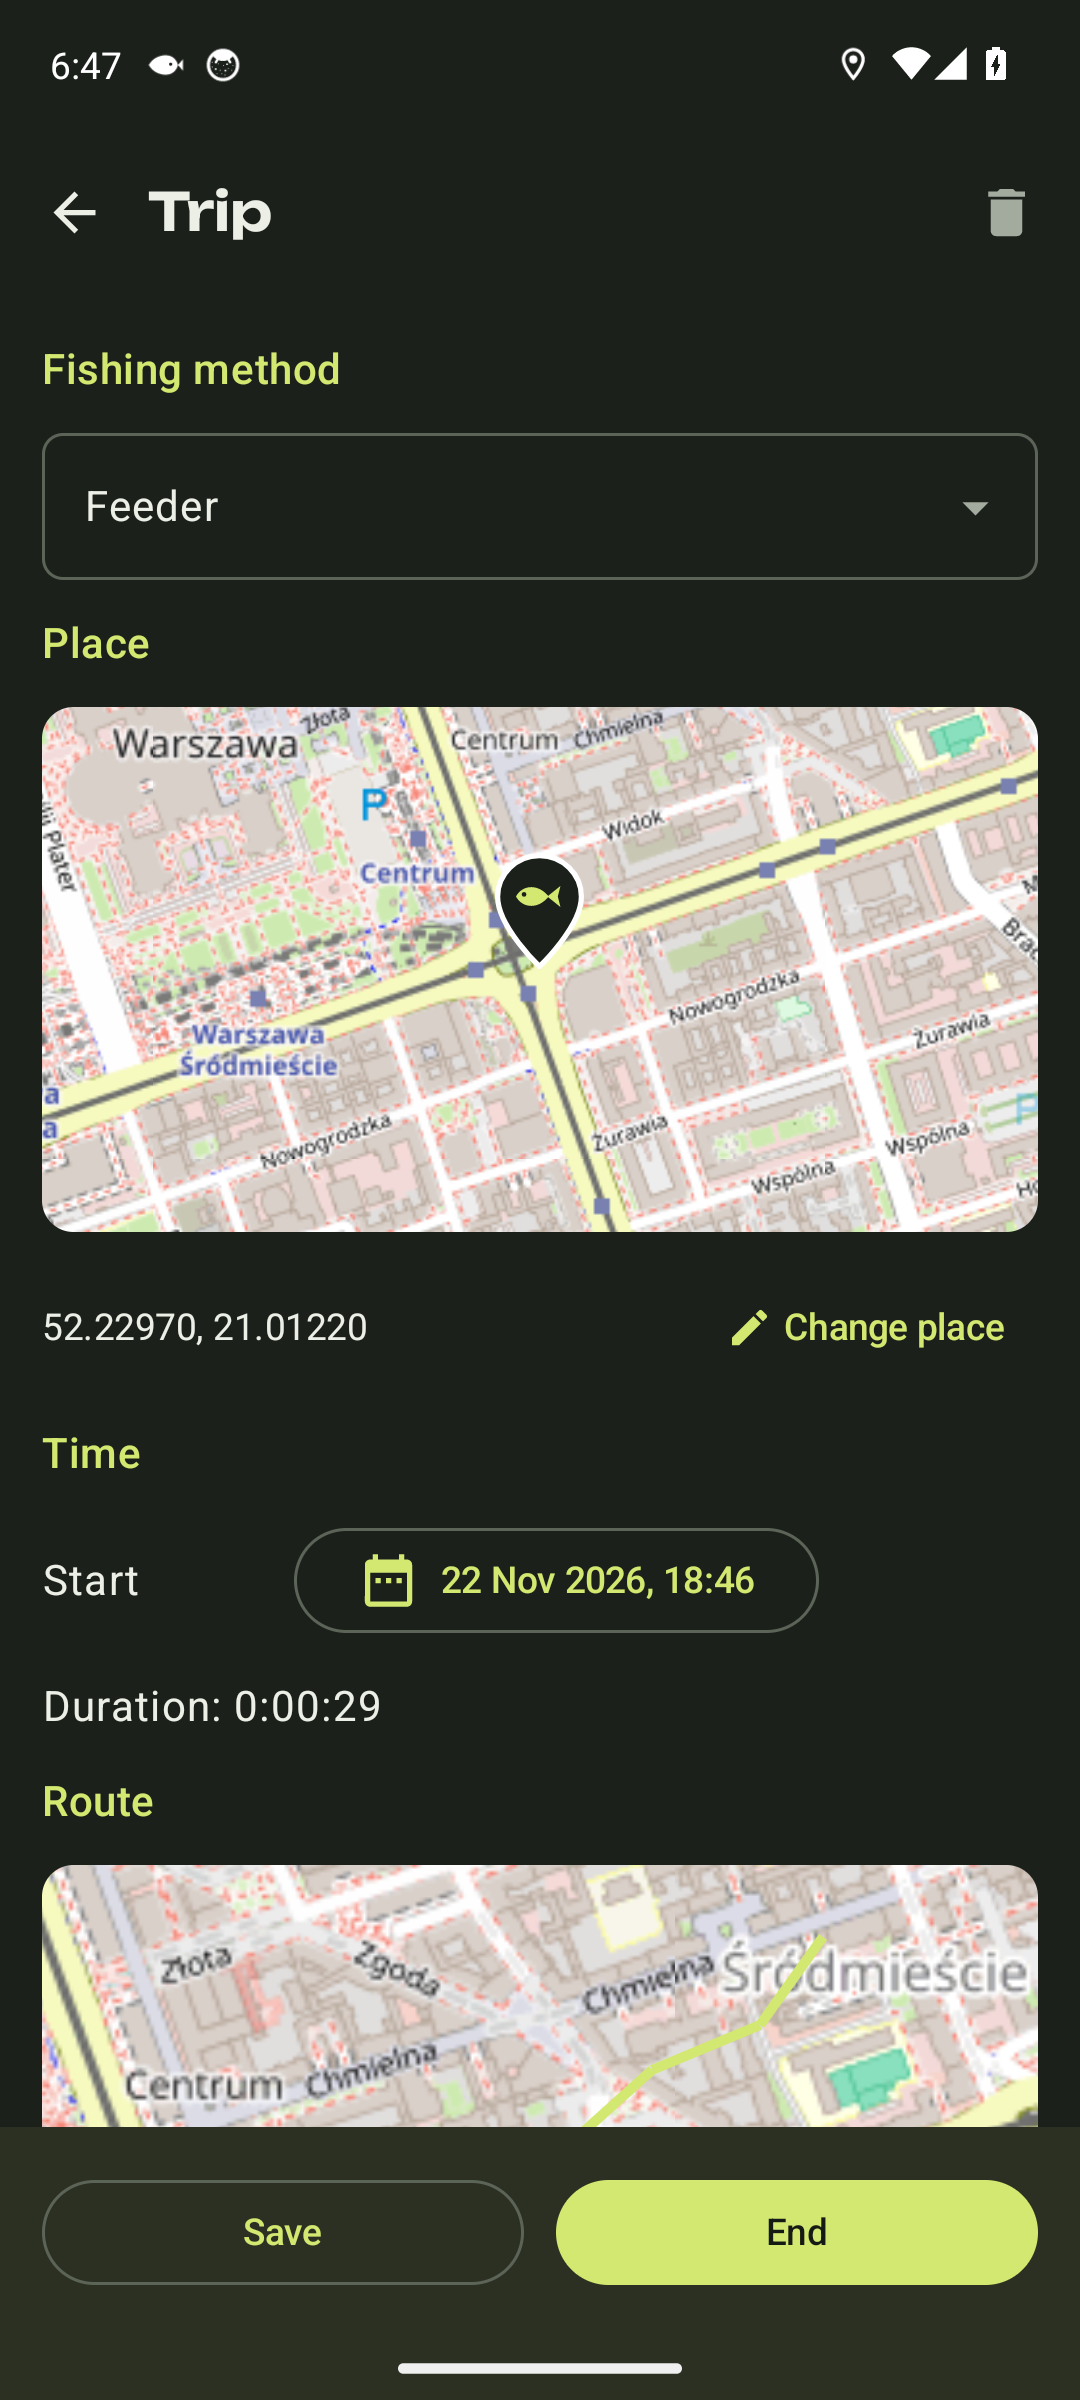 6:47
Trip
Fishing method
Feeder
Place
Złota
Warszawa
Centrum
Chmielna
P
Widok
Centrum
Nowogrodzka
Żurawia
Warszawa
Śródmieście
a
a
Nowogrodzka
Żurawia
Wspólna
Wspólna
P
52.22970, 21.01220
Change place
Time
Start
22 Nov 2026, 18:46
Duration: 0:00:29
Route
Złota
Zgoda
Chmielna
Śródmieście
Centrum
Chmielna
Save
End